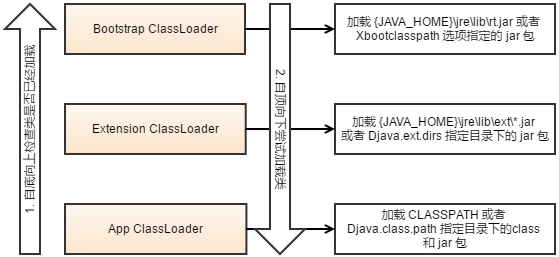 1. 自底向上检查类是否已经加载
Bootstrap ClassLoader
2. 自顶向下尝试加载类
加载 {JAVA_HOME}\jre\lib\rt.jar 或者
Xbootclasspath 选项指定的 jar 包
Extension ClassLoader
加载 {JAVA_HOME}\jre\lib\ext\*.jar
或者 Djava.ext.dirs 指定目录下的 jar 包
App ClassLoader
加载 CLASSPATH 或者
Djava.class.path 指定目录下的class
和 jar 包